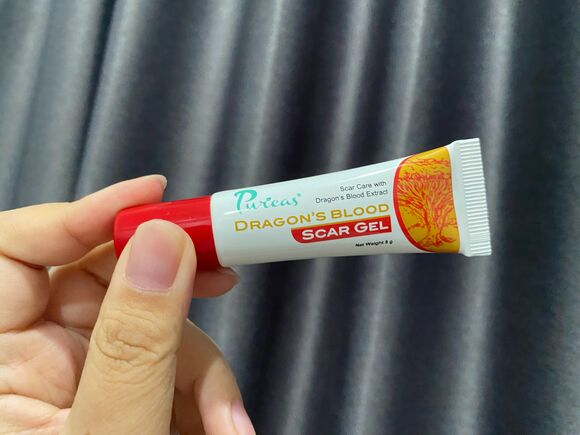 Puricas®
Scar Care with
Dragon's Blood Extract
DRAGON'S BLOOD
SCAR GEL
Net Weight 8 g